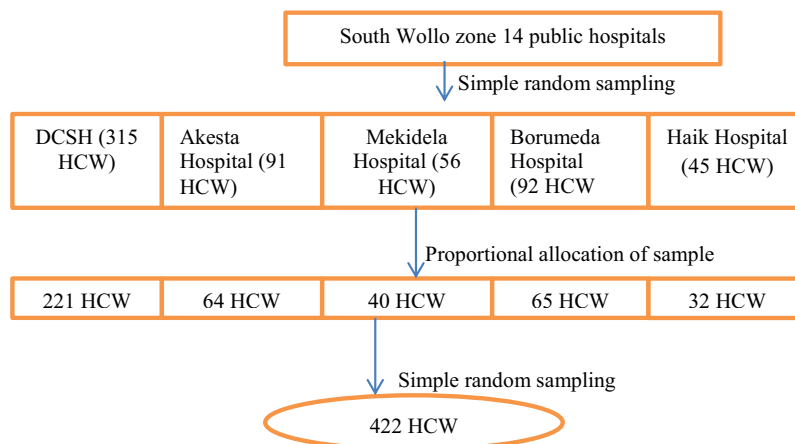 South Wollo zone 14 public hospitals
Simple random sampling
DCSH (315
HCW)
Akesta
Hospital (91
HCW)
Mekidela
Hospital (56
HCW)
Borumeda
Hospital
(92 HCW
Haik Hospital
(45 HCW)
Proportional allocation of sample
221 HCW
64 HCW
40 HCW
65 HCW
32 HCW
Simple random sampling
422 HCW